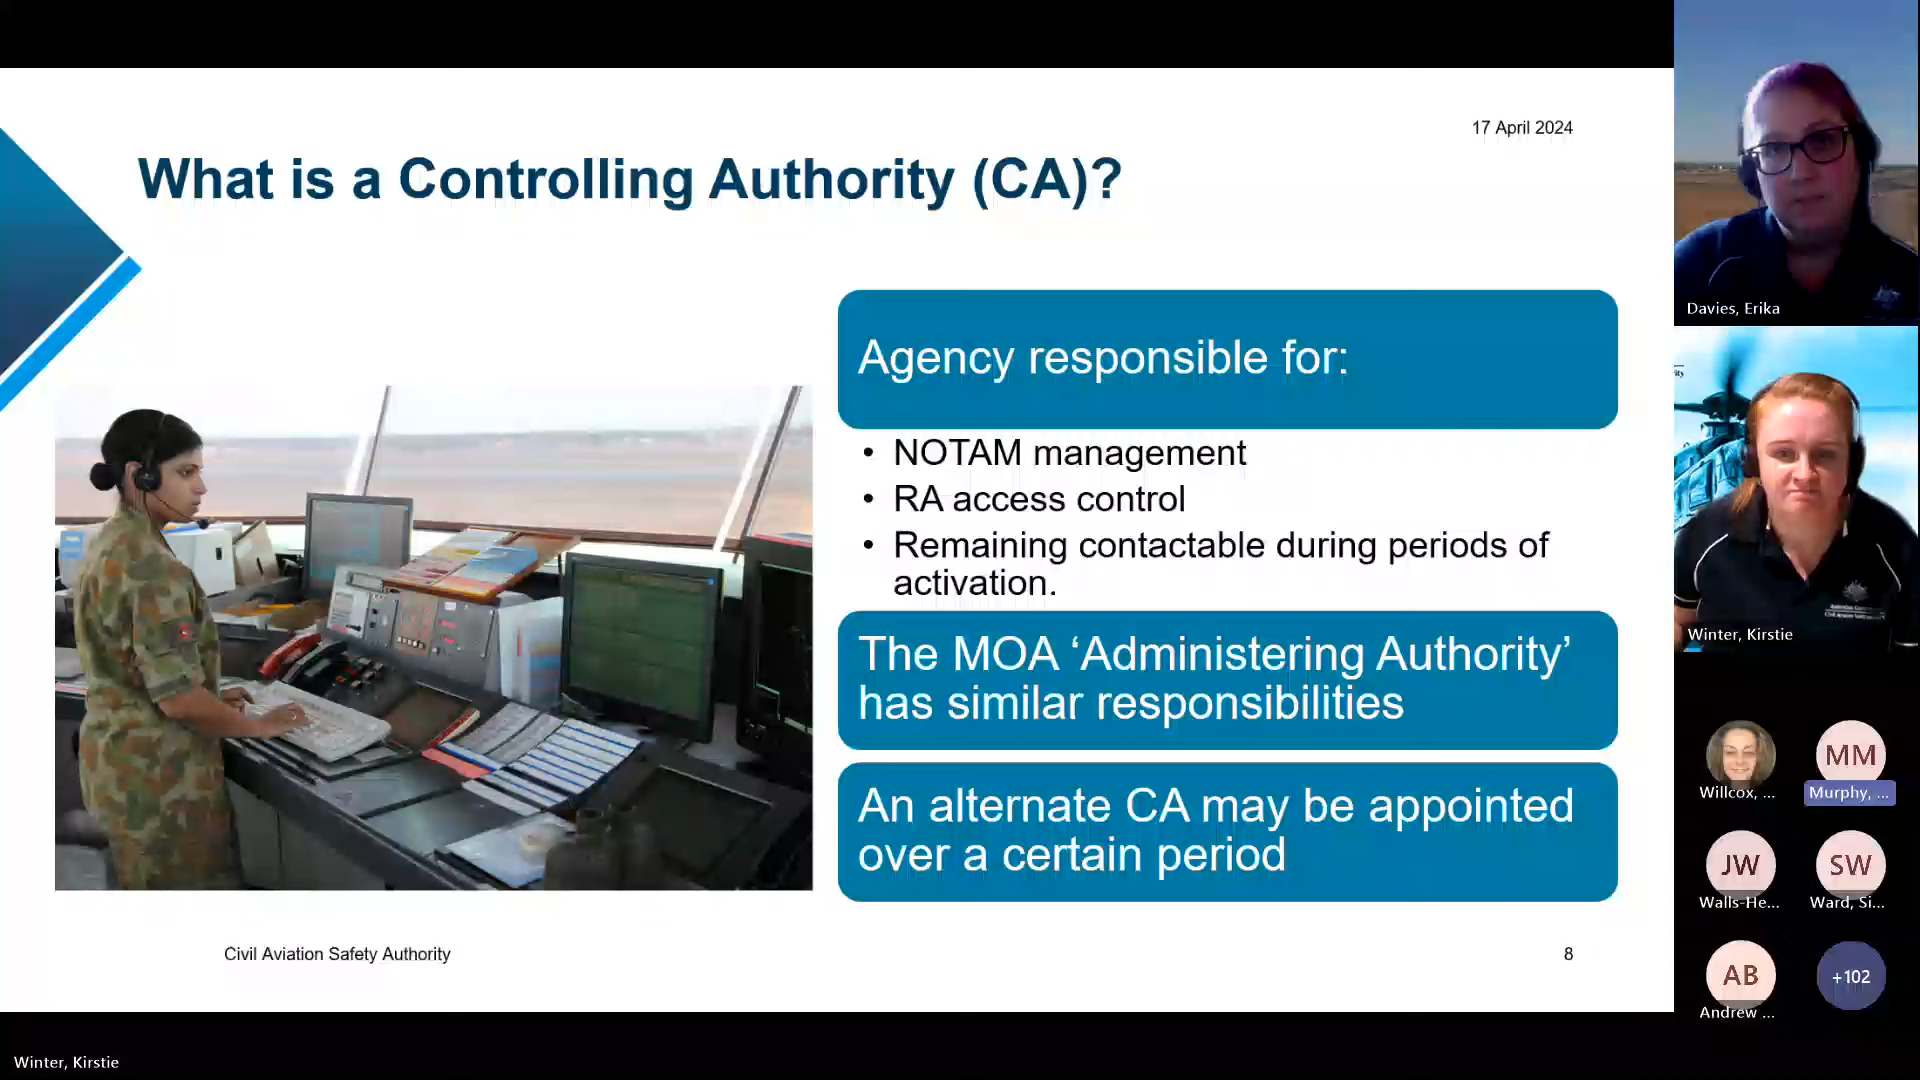 17 April 2024
What is a Controlling Authority (CA)?
Agency responsible for:
• NOTAM management
• RA access control
• Remaining contactable during periods of
activation.
The MOA ‘Administering Authority’
has similar responsibilities
An alternate CA may be appointed
over a certain period
Civil Aviation Safety Authority
8
Davies, Erika
Winter, Kirstie
MM
Willcox, ...
Murphy, ...
JW
SW
Walls-He...
Ward, Si...
AB
+102
Andrew ...
Winter, Kirstie